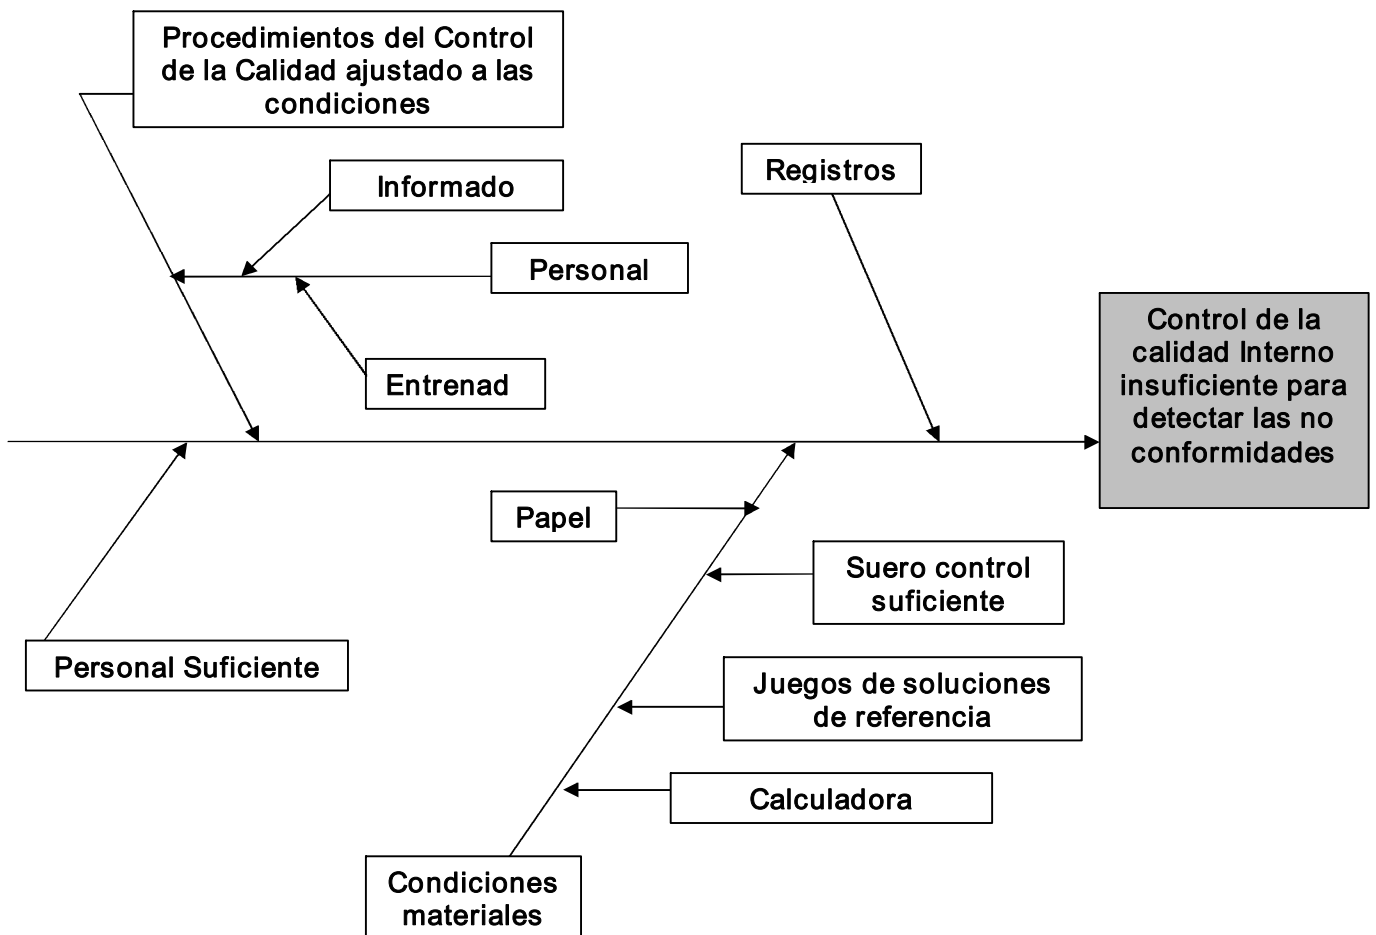 Procedimientos del Control
de la Calidad ajustado a las
condiciones
Informado
Registros
Personal
Entrenad
Control de la
calidad Interno
insuficiente para
detectar las no
conformidades
Papel
Suero control
suficiente
Personal Suficiente
Juegos de soluciones
de referencia
Calculadora
Condiciones
materiales